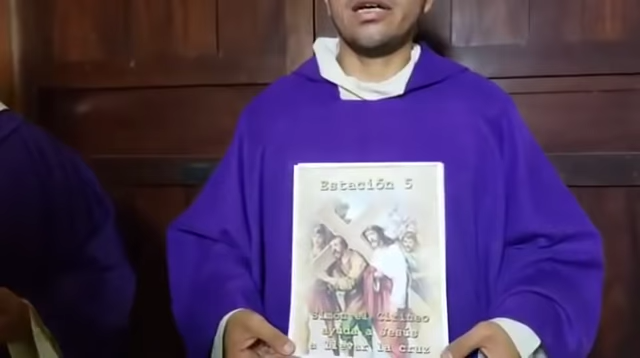 Estación 5
Simón el Cirineo
ayuda a Jesús
a llevar la cruz